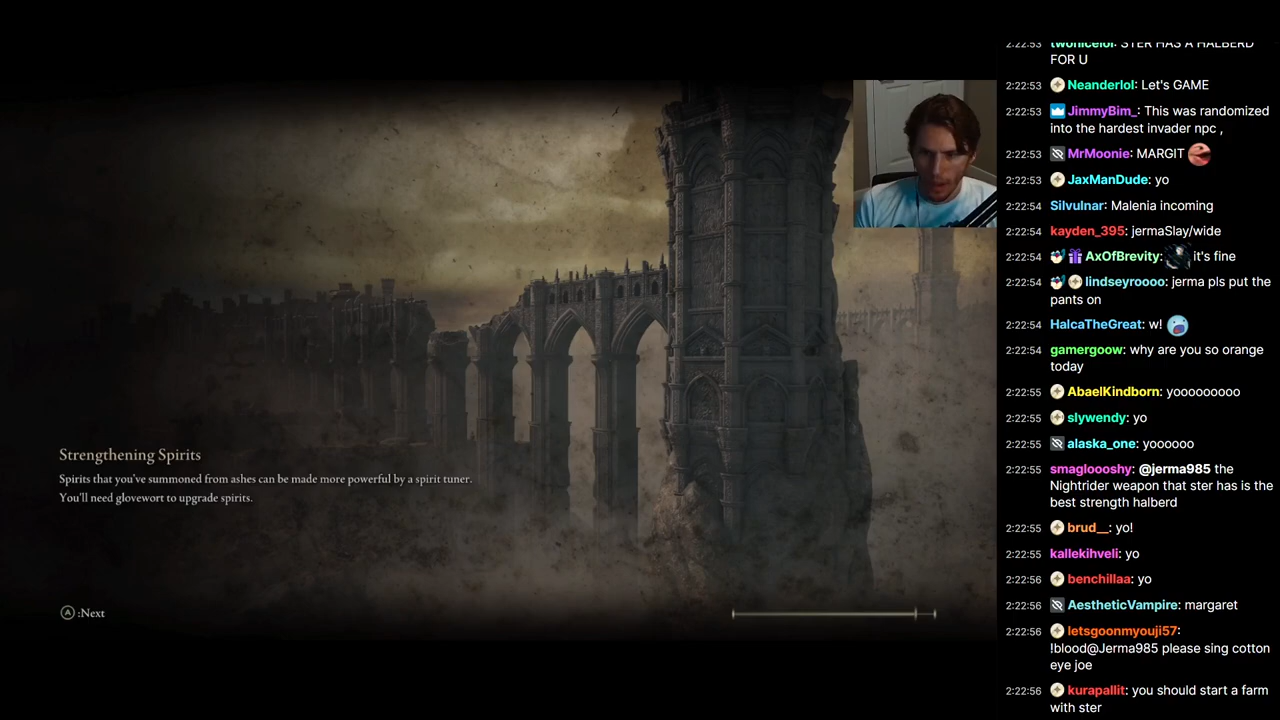 Strengthening Spirits
Spirits that you've summoned from ashes can be made more powerful by a spirit tuner.
You'll need glovewort to upgrade spirits.
A :Next
2:22:53 twonicelol: STER HAS A HALBERD
FOR U
2:22:53 Neanderlol: Let's GAME
2:22:53 JimmyBim_: This was randomized
into the hardest invader npc ,
2:22:53 MrMoonie: MARGIT
2:22:53 JaxManDude: yo
2:22:54 Silvulnar: Malenia incoming
2:22:54 kayden_395: jermaSlay/wide
2:22:54 AxOfBrevity: it's fine
2:22:54 lindseyroooo: jerma pls put the
pants on
2:22:54 HalcaTheGreat: w!
2:22:54 gamergoow: why are you so orange
today
2:22:55 AbaelKindborn: yooooooooo
2:22:55 slywendy: yo
2:22:55 alaska_one: yoooooo
2:22:55 smagloooshy: @jerma985 the
Nightrider weapon that ster has is the
best strength halberd
2:22:55 brud__: yo!
2:22:55 kallekihveli: yo
2:22:56 benchillaa: yo
2:22:56 AestheticVampire: margaret
2:22:56 letsgoonmyouji57:
!blood@Jerma985 please sing cotton
eye joe
2:22:56 kurapallit: you should start a farm
with ster